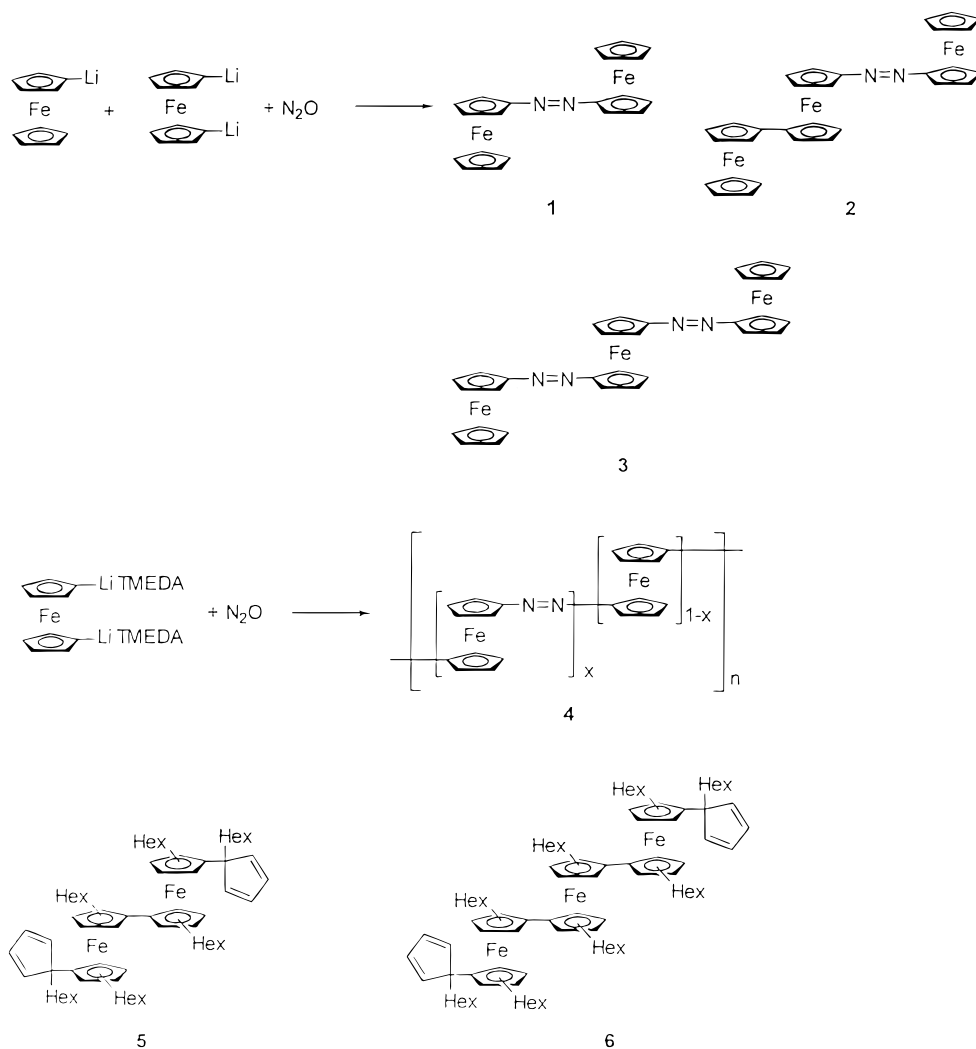 Li + Li Li + N₂O
Fe Fe
N=N
Fe Fe
1
N=N
Fe Fe Fe
2
N=N N=N
Fe Fe Fe
3
Li TMEDA
Fe + N₂O
Li TMEDA
N=N
Fe x Fe 1-x n
4
Hex Hex
Fe
Hex Hex
Fe
Hex Hex
5
Hex Hex
Fe
Hex Hex
Fe
Hex Hex
Fe
Hex Hex
6